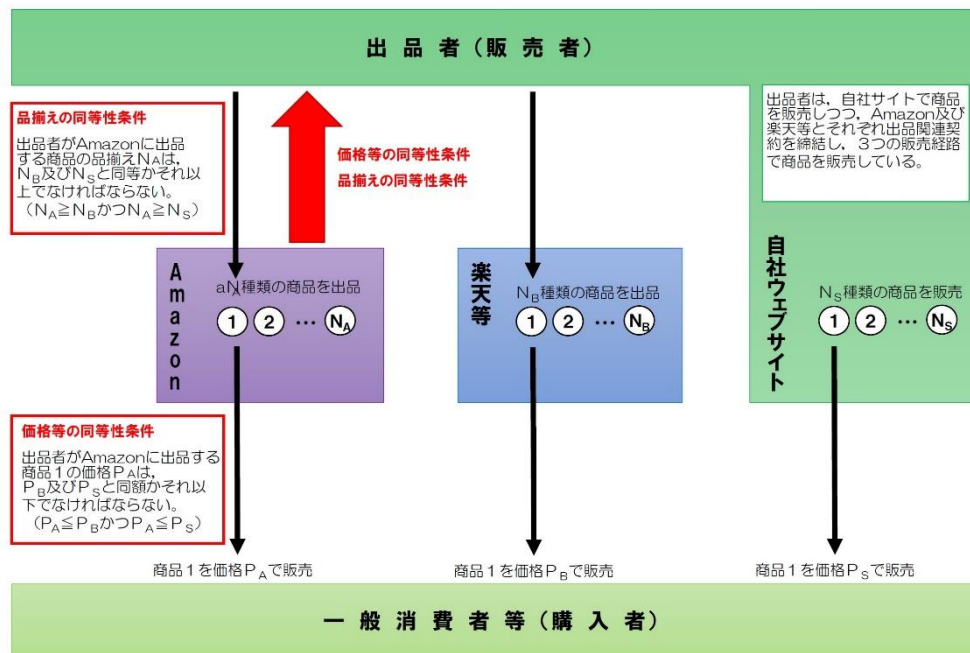 出品者（販売者）
品揃えの同等性条件
出品者がAmazonに出品
する商品の品揃えNAは，
NB及びNSと同等かそれ以
上でなければならない。
（NA≧NBかつNA≧NS）
価格等の同等性条件
品揃えの同等性条件
出品者は，自社サイトで商品
を販売しつつ，Amazon及び
楽天等とそれぞれ出品関連契
約を締結し，３つの販売経路
で商品を販売している。
Amazon
aNA種類の商品を出品
1 2 … NA
楽天等
NB種類の商品を出品
1 2 … NB
自社ウェブサイト
NS種類の商品を販売
1 2 … NS
価格等の同等性条件
出品者がAmazonに出品する
商品1の価格PAは，
PB及びPSと同額かそれ以
下でなければならない。
（PA≦PBかつPA≦PS）
商品1を価格PAで販売
商品1を価格PBで販売
商品1を価格PSで販売
一般消費者等（購入者）